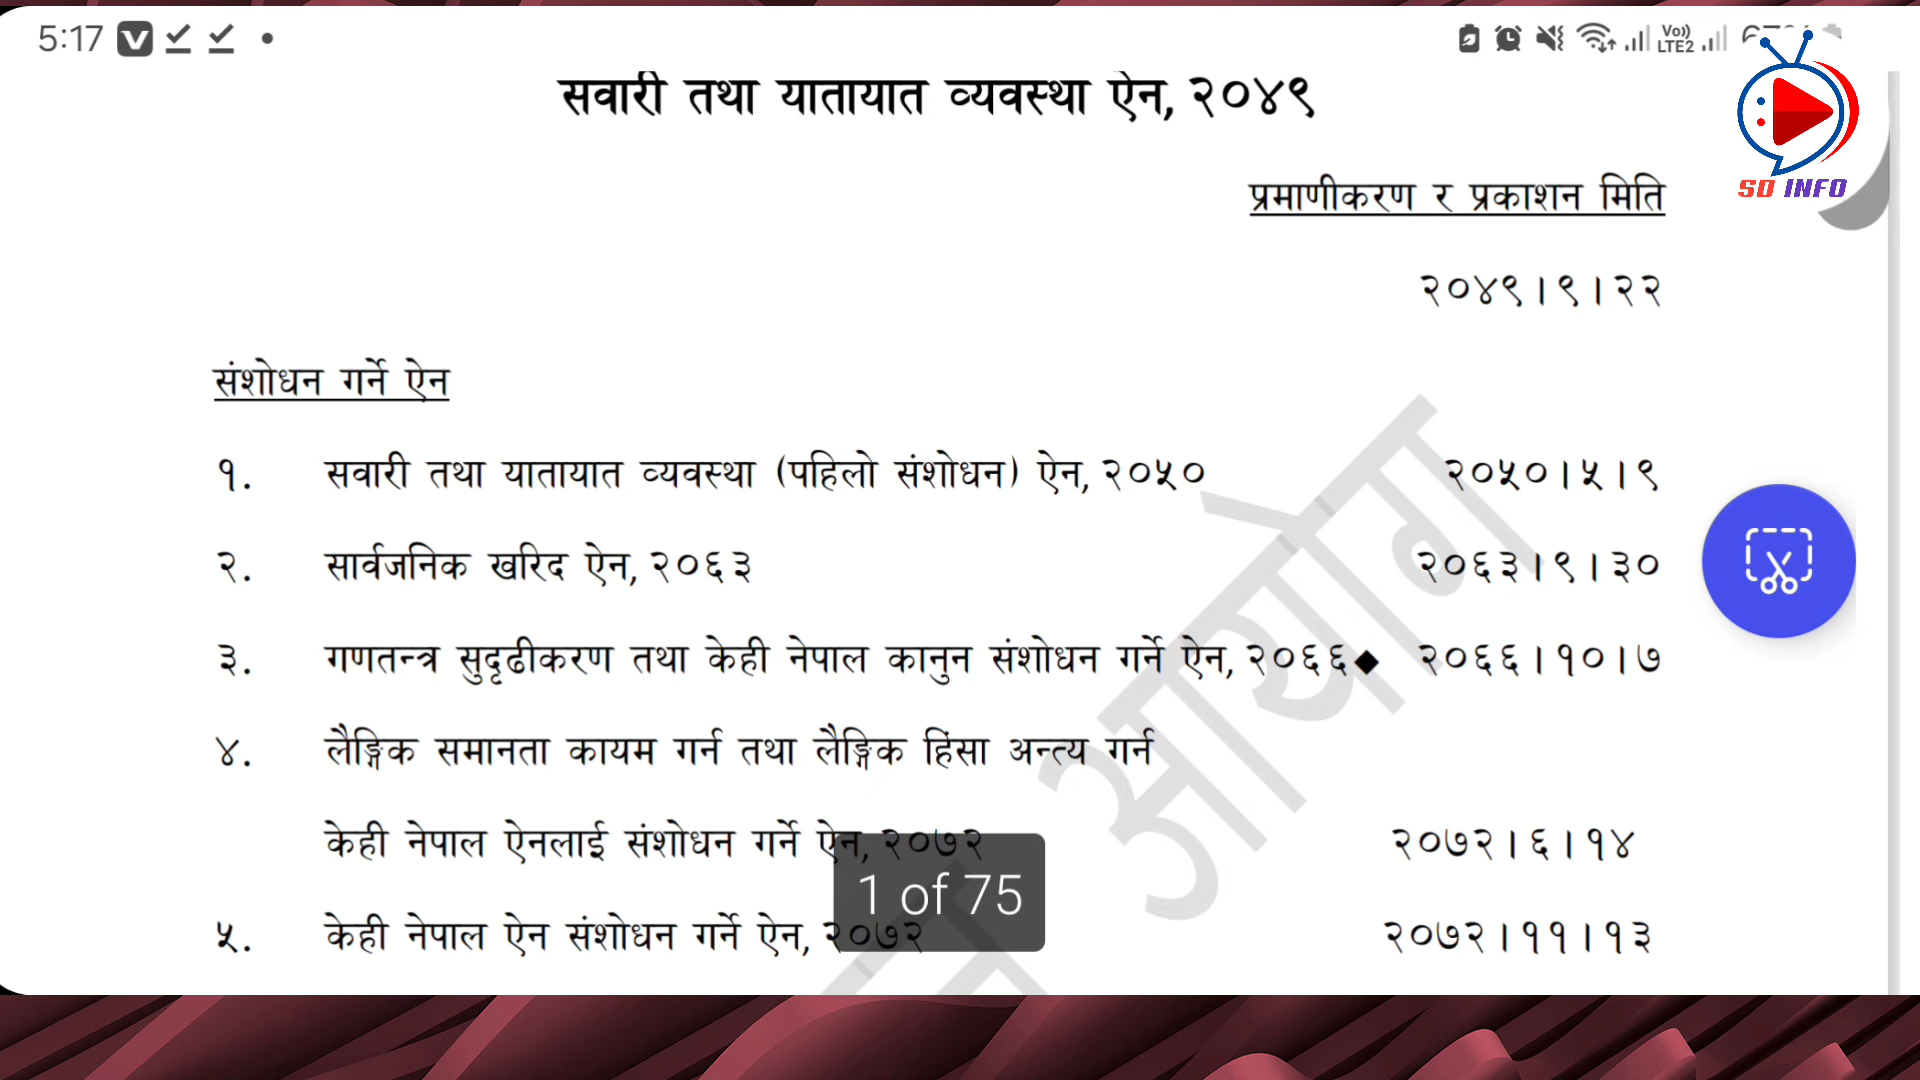 5:17
Vo)) LTE2
SD INFO
सवारी तथा यातायात व्यवस्था ऐन, २०४९
प्रमाणीकरण र प्रकाशन मिति
२०४९।९।२२
संशोधन गर्ने ऐन
१. सवारी तथा यातायात व्यवस्था (पहिलो संशोधन) ऐन, २०५० २०५०।५।९
२. सार्वजनिक खरिद ऐन, २०६३ २०६३।९।३०
३. गणतन्त्र सुदृढीकरण तथा केही नेपाल कानुन संशोधन गर्ने ऐन, २०६६◆ २०६६।१०।७
४. लैङ्गिक समानता कायम गर्न तथा लैङ्गिक हिंसा अन्त्य गर्न
केही नेपाल ऐनलाई संशोधन गर्ने ऐन, २०७२ २०७२।६।१४
1 of 75
५. केही नेपाल ऐन संशोधन गर्ने ऐन, २०७२ २०७२।११।१३
आयोग